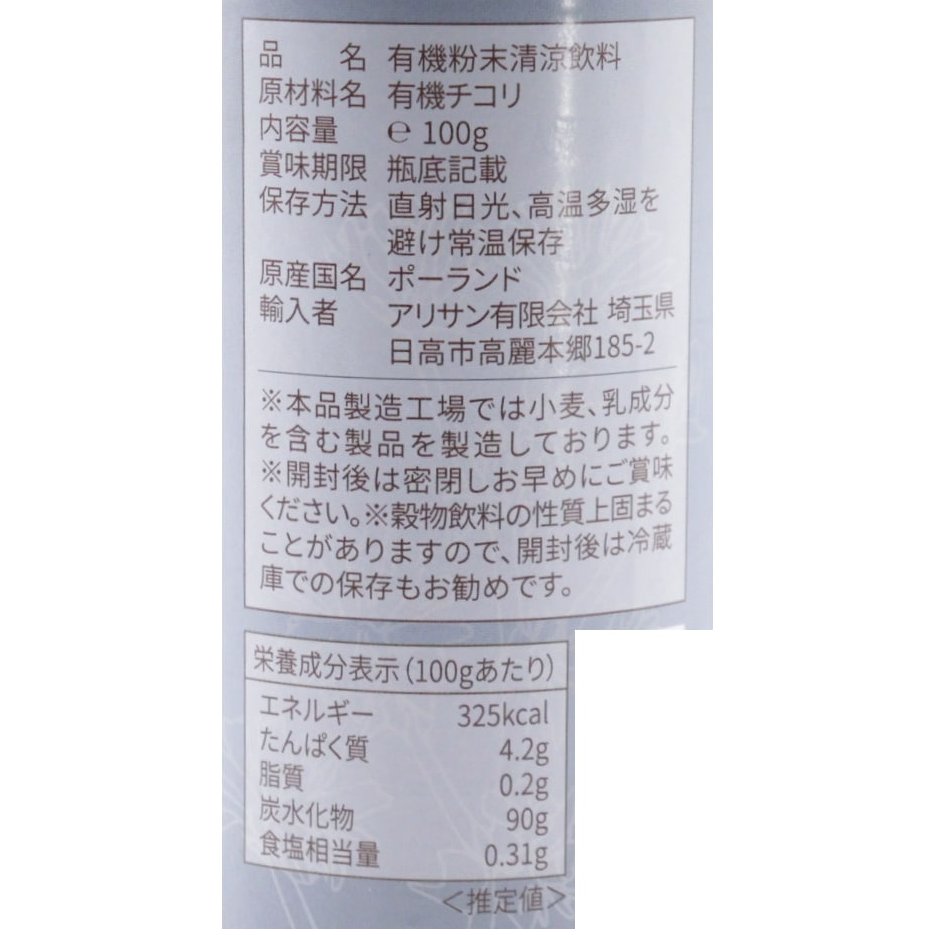 品　　名 有機粉末清涼飲料
原材料名 有機チコリ
内容量 ℮ 100g
賞味期限 瓶底記載
保存方法 直射日光、高温多湿を
避け常温保存
原産国名 ポーランド
輸入者 アリサン有限会社 埼玉県
日高市高麗本郷185-2
※本品製造工場では小麦、乳成分
を含む製品を製造しております。
※開封後は密閉しお早めにご賞味
ください。※穀物飲料の性質上固まる
ことがありますので、開封後は冷蔵
庫での保存もお勧めです。
栄養成分表示(100gあたり)
エネルギー 325kcal
たんぱく質 4.2g
脂質 0.2g
炭水化物 90g
食塩相当量 0.31g
<推定値>